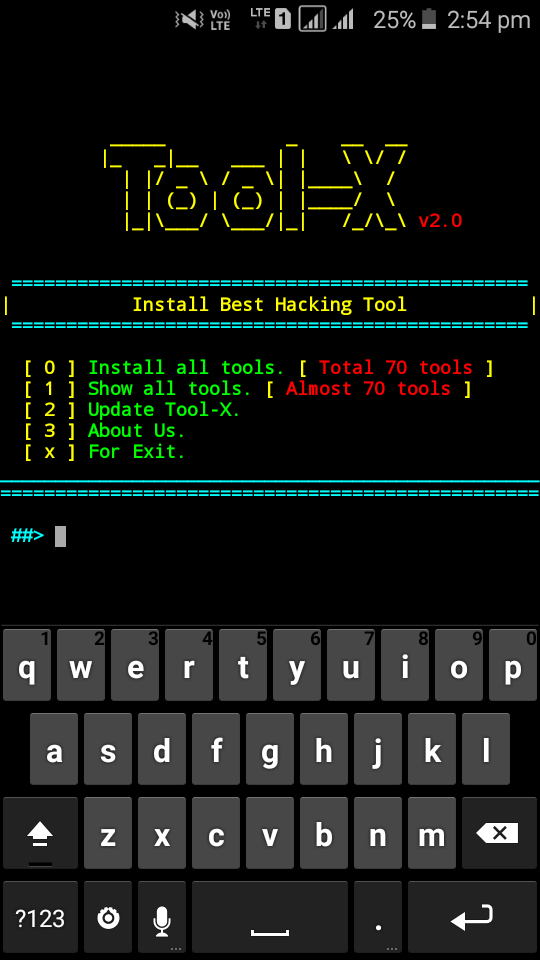 Vo)) LTE LTE 1 25% 2:54 pm
Tool-X v2.0
==============================================
| Install Best Hacking Tool |
==============================================
[ 0 ] Install all tools. [ Total 70 tools ]
[ 1 ] Show all tools. [ Almost 70 tools ]
[ 2 ] Update Tool-X.
[ 3 ] About Us.
[ x ] For Exit.
##>
1 2 3 4 5 6 7 8 9 0
q w e r t y u i o p
a s d f g h j k l
z x c v b n m
?123 . ...